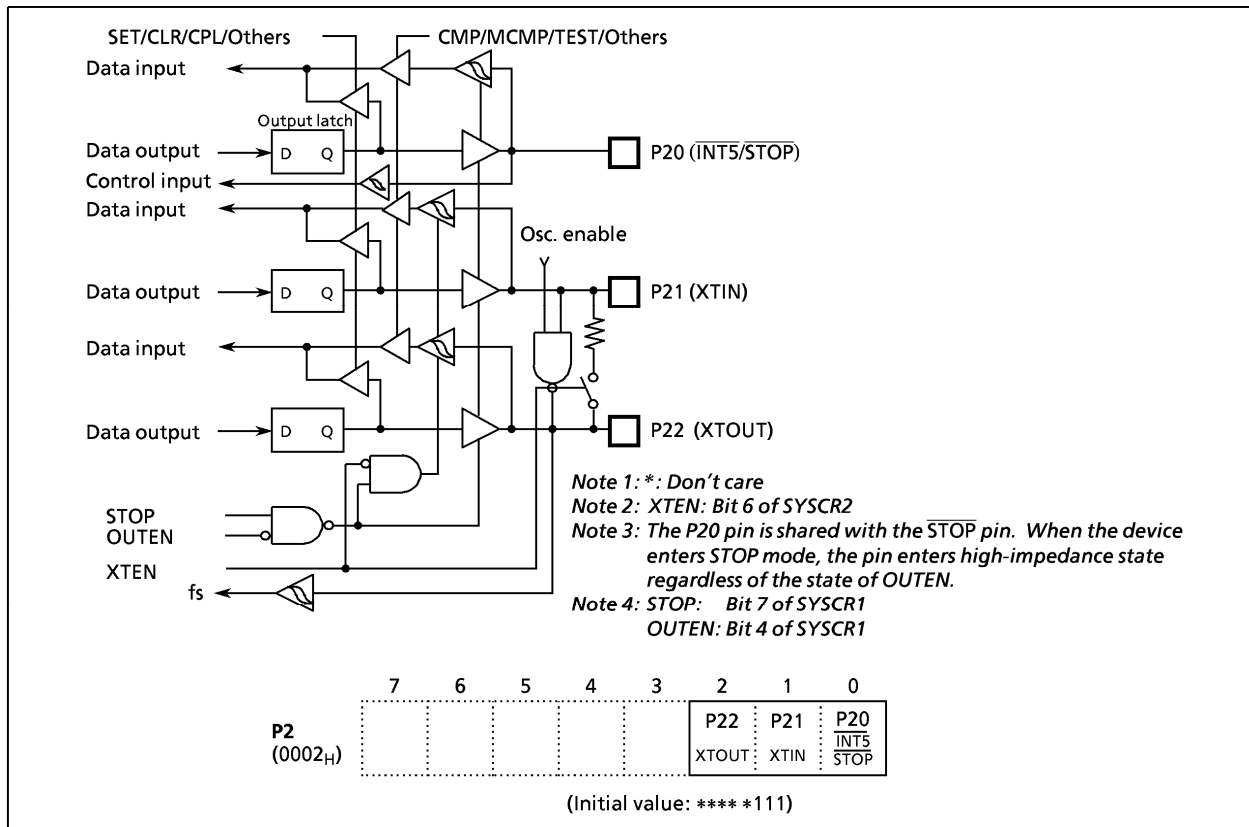 SET/CLR/CPL/Others
CMP/MCMP/TEST/Others
Data input
Output latch
Data output
D Q
P20 (INT5/STOP)
Control input
Data input
Osc. enable
Data output
D Q
P21 (XTIN)
Data input
Data output
D Q
P22 (XTOUT)
STOP
OUTEN
XTEN
fs
Note 1: *: Don't care
Note 2: XTEN: Bit 6 of SYSCR2
Note 3: The P20 pin is shared with the STOP pin. When the device
enters STOP mode, the pin enters high-impedance state
regardless of the state of OUTEN.
Note 4: STOP: Bit 7 of SYSCR1
OUTEN: Bit 4 of SYSCR1
7 6 5 4 3 2 1 0
P2
(0002H)
P22 P21 P20
INT5
XTOUT XTIN STOP
(Initial value: **** *111)